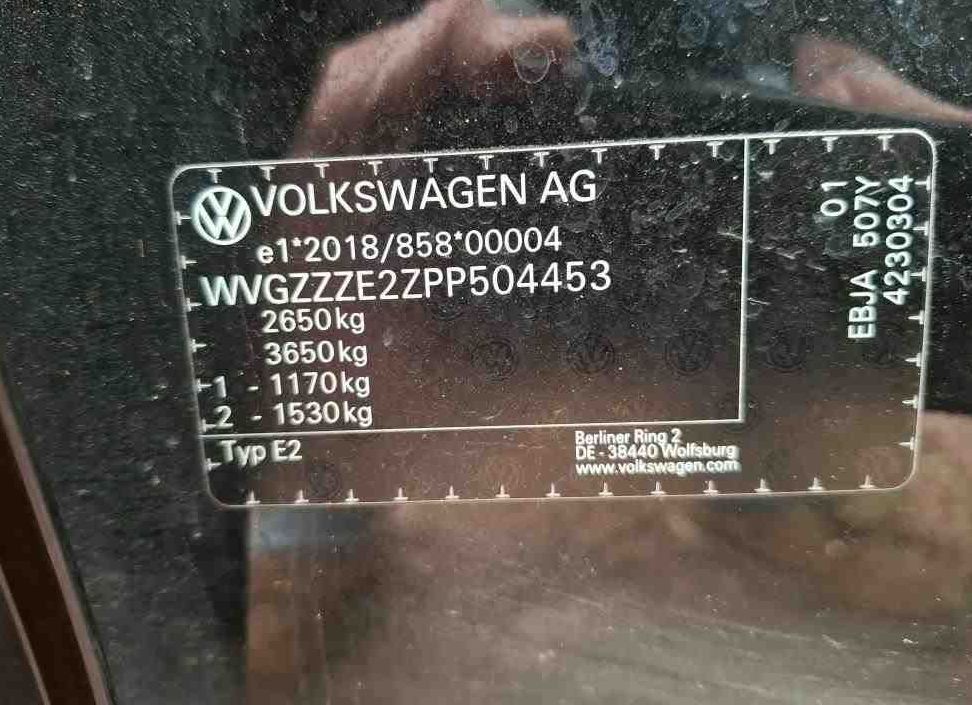 VOLKSWAGEN AG
e1*2018/858*00004
WVGZZZE2ZPP504453
2650kg
3650kg
1 - 1170kg
2 - 1530kg
Typ E2
Berliner Ring 2
DE - 38440 Wolfsburg
www.volkswagen.com
01
EBJA 507Y
4230304